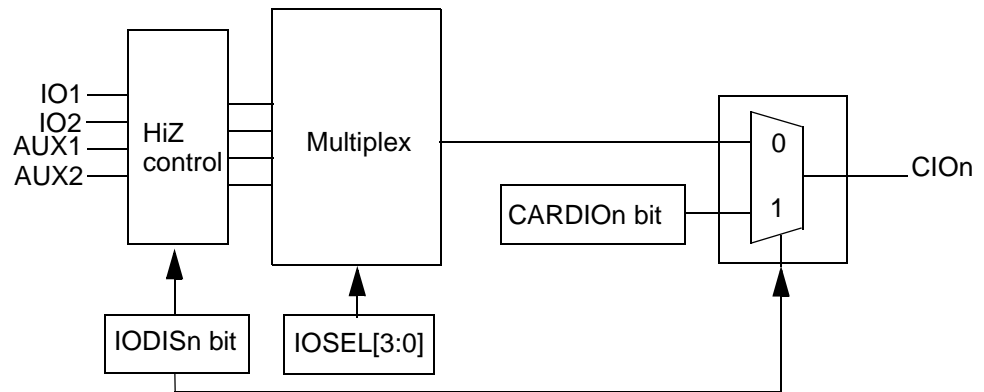 IO1
IO2
AUX1
AUX2
HiZ
control
Multiplex
0
1
CIOn
CARDIOn bit
IODISn bit
IOSEL[3:0]